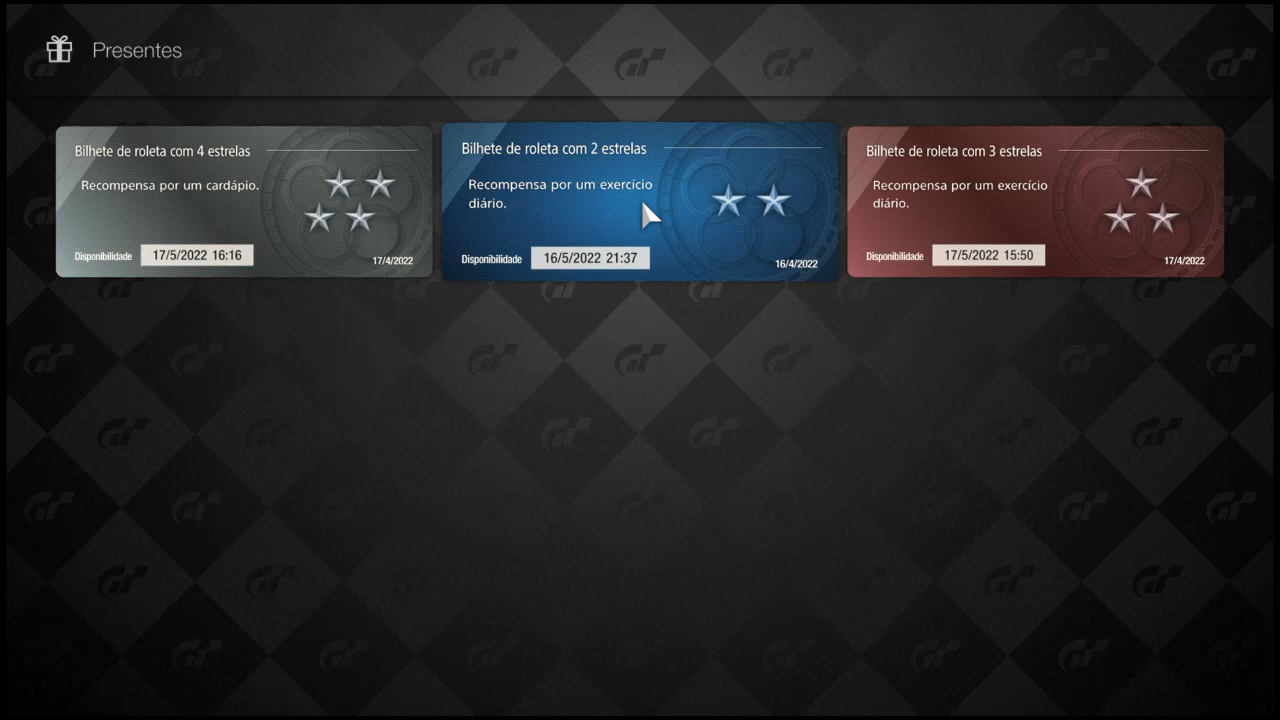 Presentes
Bilhete de roleta com 4 estrelas
Recompensa por um cardápio.
Disponibilidade 17/5/2022 16:16
17/4/2022
Bilhete de roleta com 2 estrelas
Recompensa por um exercício
diário.
Disponibilidade 16/5/2022 21:37
16/4/2022
Bilhete de roleta com 3 estrelas
Recompensa por um exercício
diário.
Disponibilidade 17/5/2022 15:50
17/4/2022